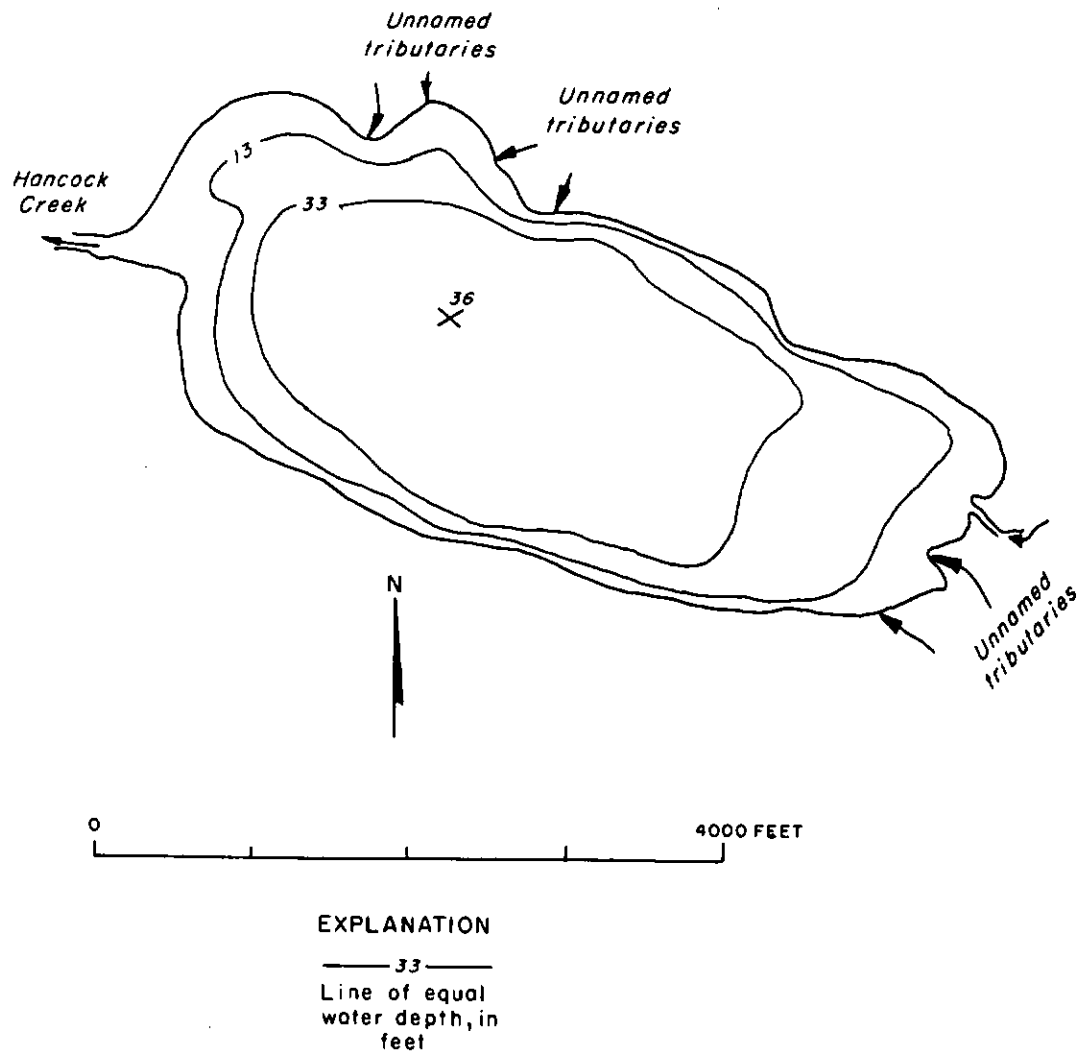 Unnamed
tributaries
Unnamed
tributaries
Hancock
Creek
13
33
36
Unnamed
tributaries
N
0
4000 FEET
EXPLANATION
33
Line of equal
water depth, in
feet